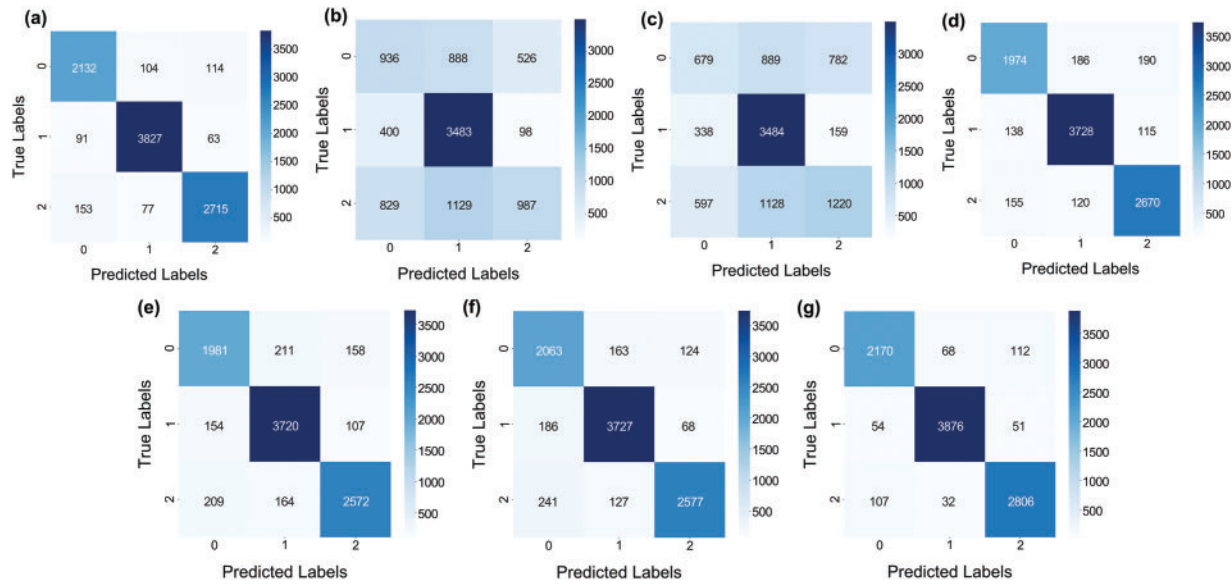 (a)
True Labels
0
1
2
2132 104 114
91 3827 63
153 77 2715
0 1 2
Predicted Labels
3500
3000
2500
2000
1500
1000
500
(b)
True Labels
0
1
2
936 888 526
400 3483 98
829 1129 987
0 1 2
Predicted Labels
3000
2500
2000
1500
1000
500
(c)
True Labels
0
1
2
679 889 782
338 3484 159
597 1128 1220
0 1 2
Predicted Labels
3000
2500
2000
1500
1000
500
(d)
True Labels
0
1
2
1974 186 190
138 3728 115
155 120 2670
0 1 2
Predicted Labels
3500
3000
2500
2000
1500
1000
500
(e)
True Labels
0
1
2
1981 211 158
154 3720 107
209 164 2572
0 1 2
Predicted Labels
3500
3000
2500
2000
1500
1000
500
(f)
True Labels
0
1
2
2063 163 124
186 3727 68
241 127 2577
0 1 2
Predicted Labels
3500
3000
2500
2000
1500
1000
500
(g)
True Labels
0
1
2
2170 68 112
54 3876 51
107 32 2806
0 1 2
Predicted Labels
3500
3000
2500
2000
1500
1000
500